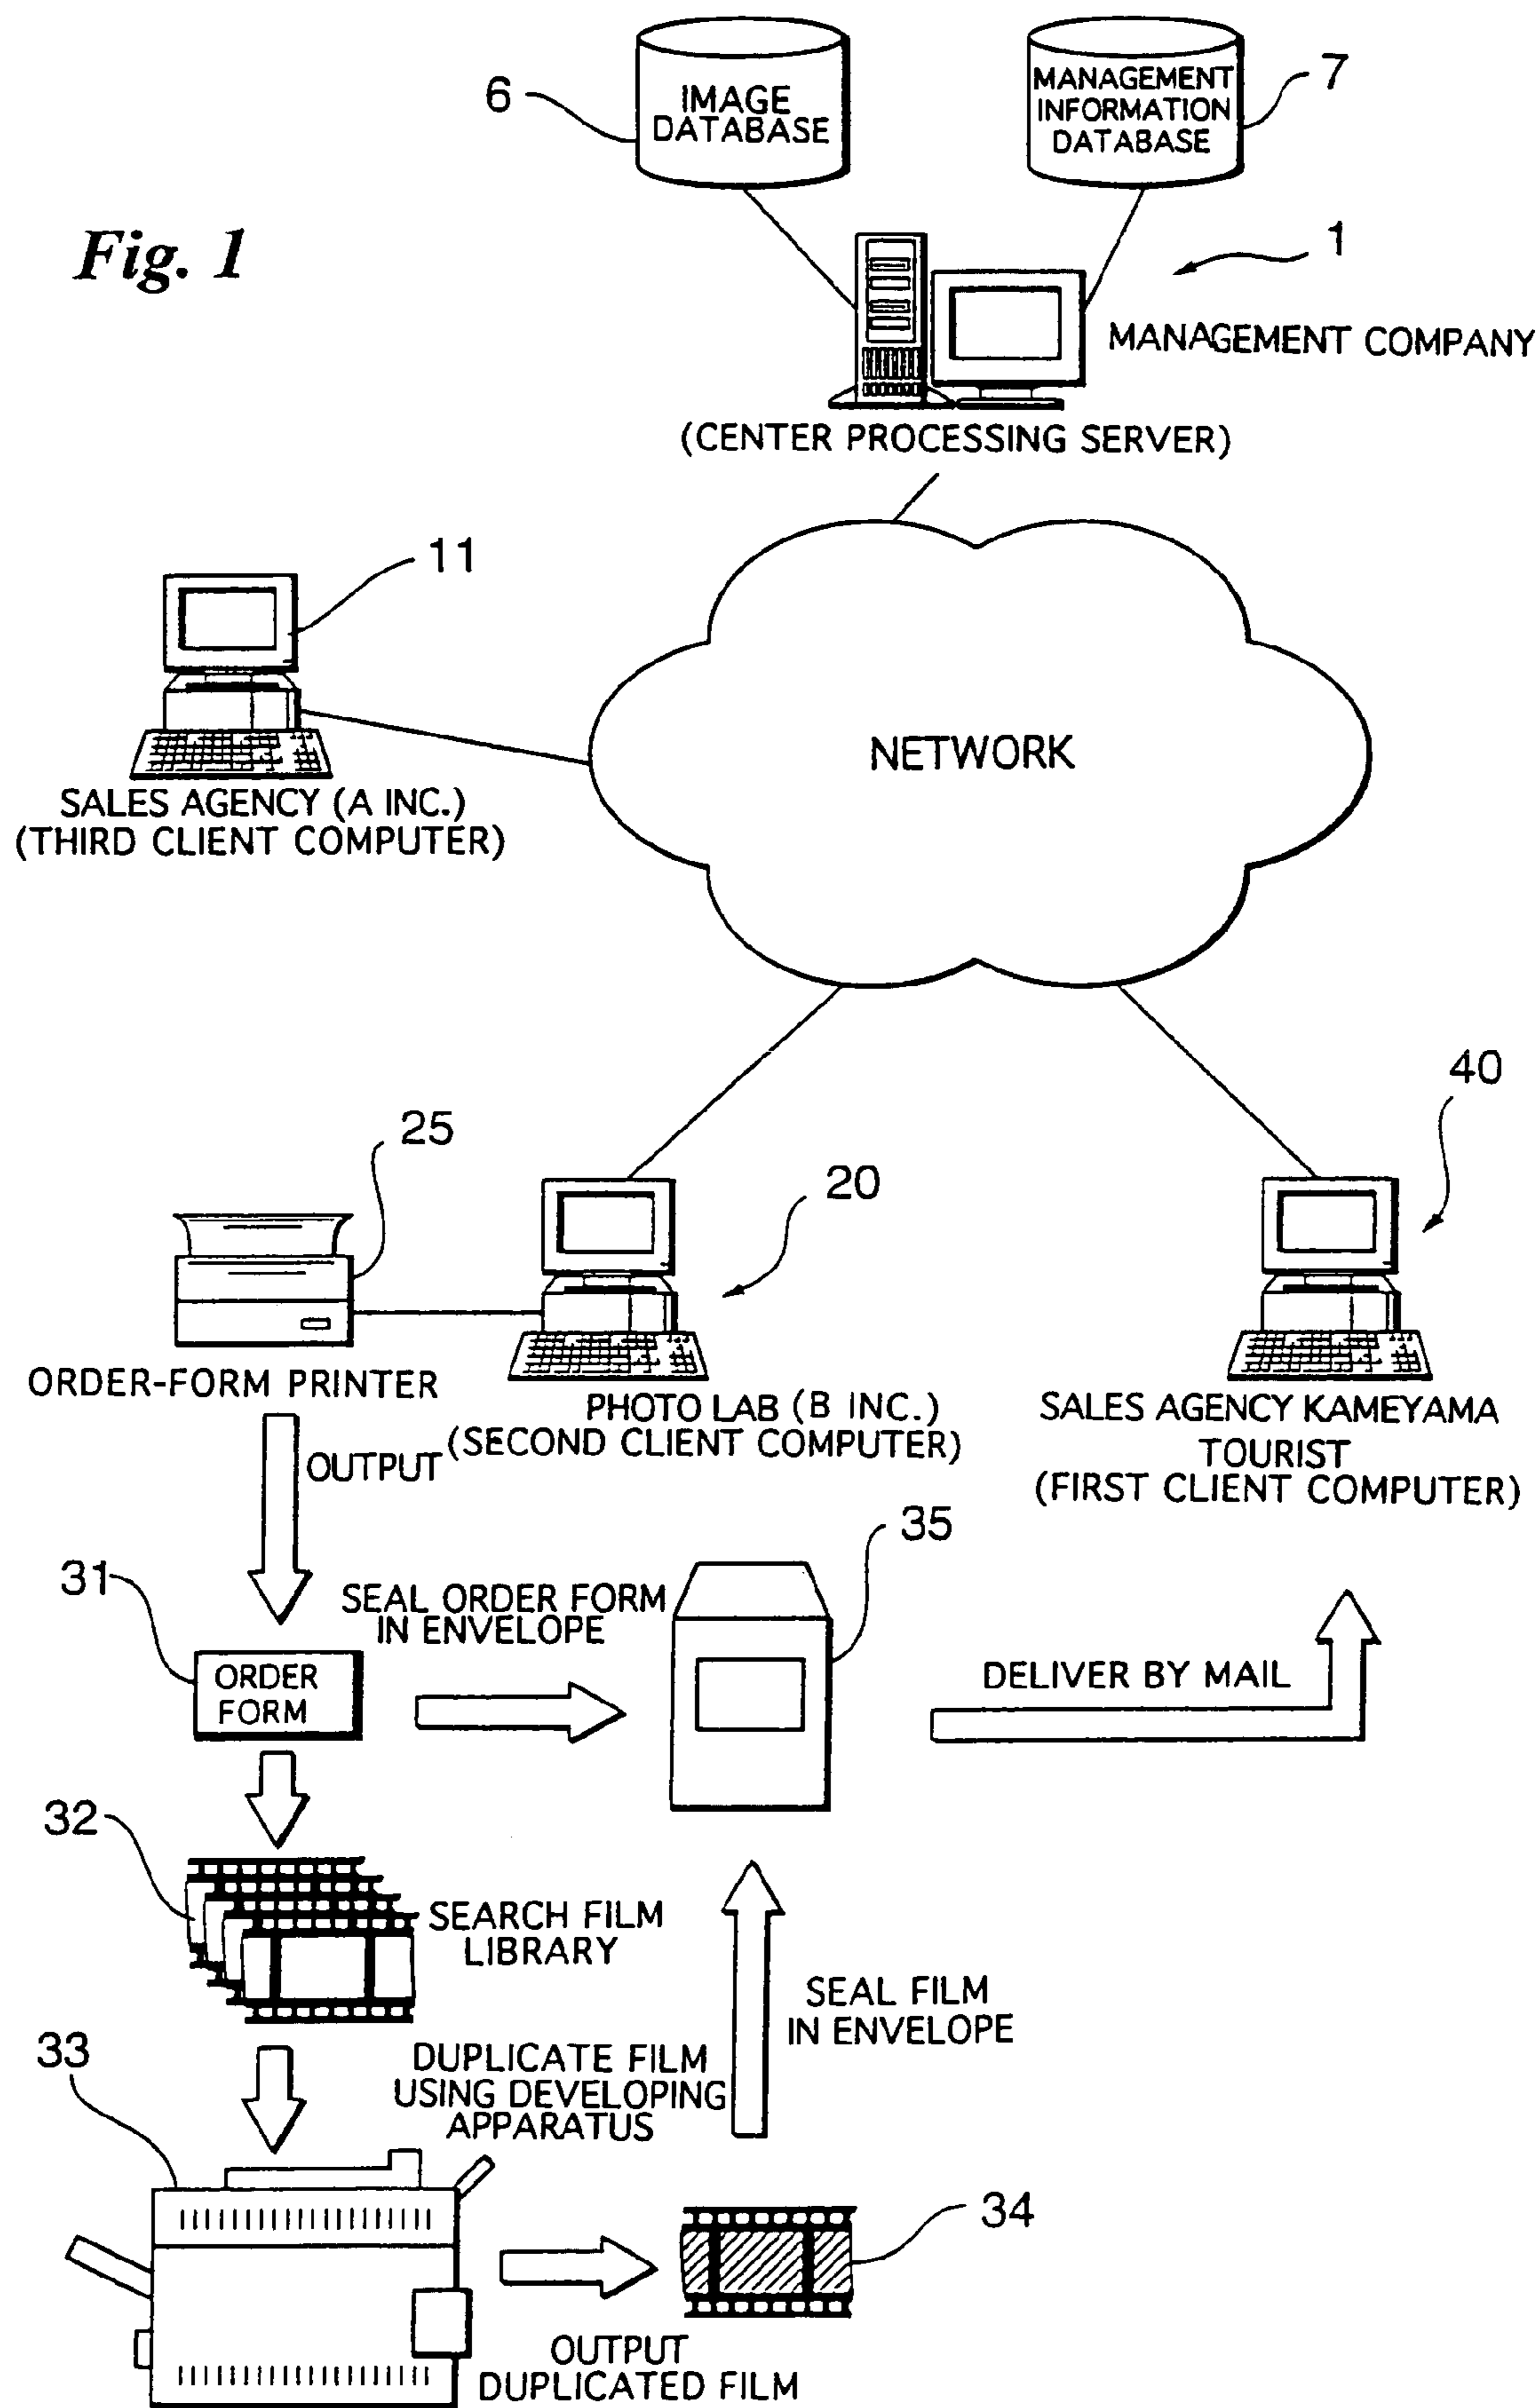 6
IMAGE
DATABASE
MANAGEMENT
INFORMATION
DATABASE
7
Fig. 1
1
MANAGEMENT COMPANY
(CENTER PROCESSING SERVER)
11
SALES AGENCY (A INC.)
(THIRD CLIENT COMPUTER)
NETWORK
40
25
20
ORDER-FORM PRINTER
PHOTO LAB (B INC.)
(SECOND CLIENT COMPUTER)
SALES AGENCY KAMEYAMA
TOURIST
(FIRST CLIENT COMPUTER)
OUTPUT
35
31
SEAL ORDER FORM
IN ENVELOPE
ORDER
FORM
DELIVER BY MAIL
32
SEARCH FILM
LIBRARY
SEAL FILM
IN ENVELOPE
33
DUPLICATE FILM
USING DEVELOPING
APPARATUS
34
OUTPUT
DUPLICATED FILM